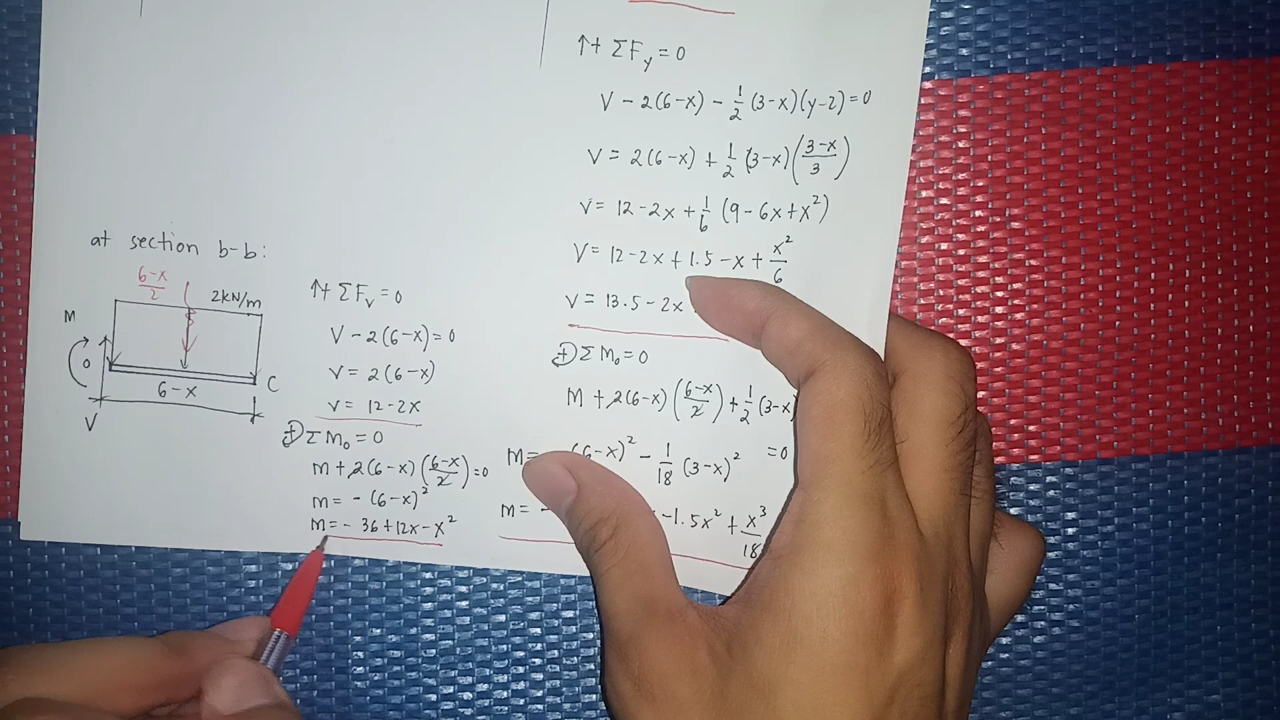 at section b-b:
6-x
2
2kN/m
M
O
6-x
C
V
↑+ ΣFv = 0
V - 2(6-x) = 0
V = 2(6-x)
V = 12-2x
+ ΣMo = 0
M + 2(6-x)((6-x)/2) = 0
M = -(6-x)²
M = - 36 + 12x - x²
↑+ ΣFy = 0
V - 2(6-x) - 1/2 (3-x)(y-2) = 0
V = 2(6-x) + 1/2 (3-x)((3-x)/3)
V = 12 - 2x + 1/6 (9 - 6x + x²)
V = 12 - 2x + 1.5 - x + x²/6
V = 13.5 - 2x
+ ΣMo = 0
M + 2(6-x)((6-x)/2) + 1/2 (3-x)
M = (6-x)² - 1/18 (3-x)² = 0
M = - - 1.5x² + x³/18